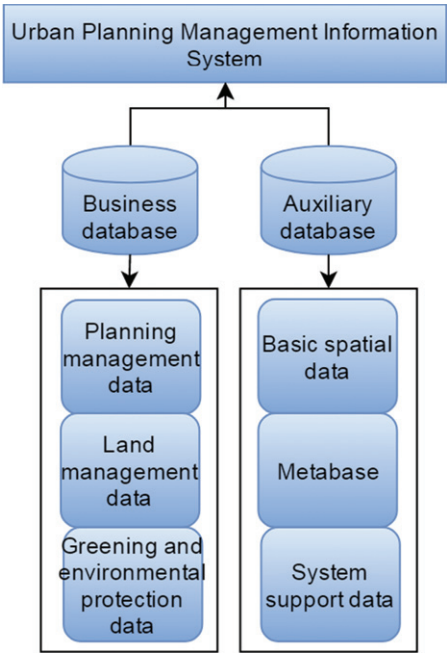 Urban Planning Management Information
System
Business
database
Auxiliary
database
Planning
management
data
Land
management
data
Greening and
environmental
protection
data
Basic spatial
data
Metabase
System
support data